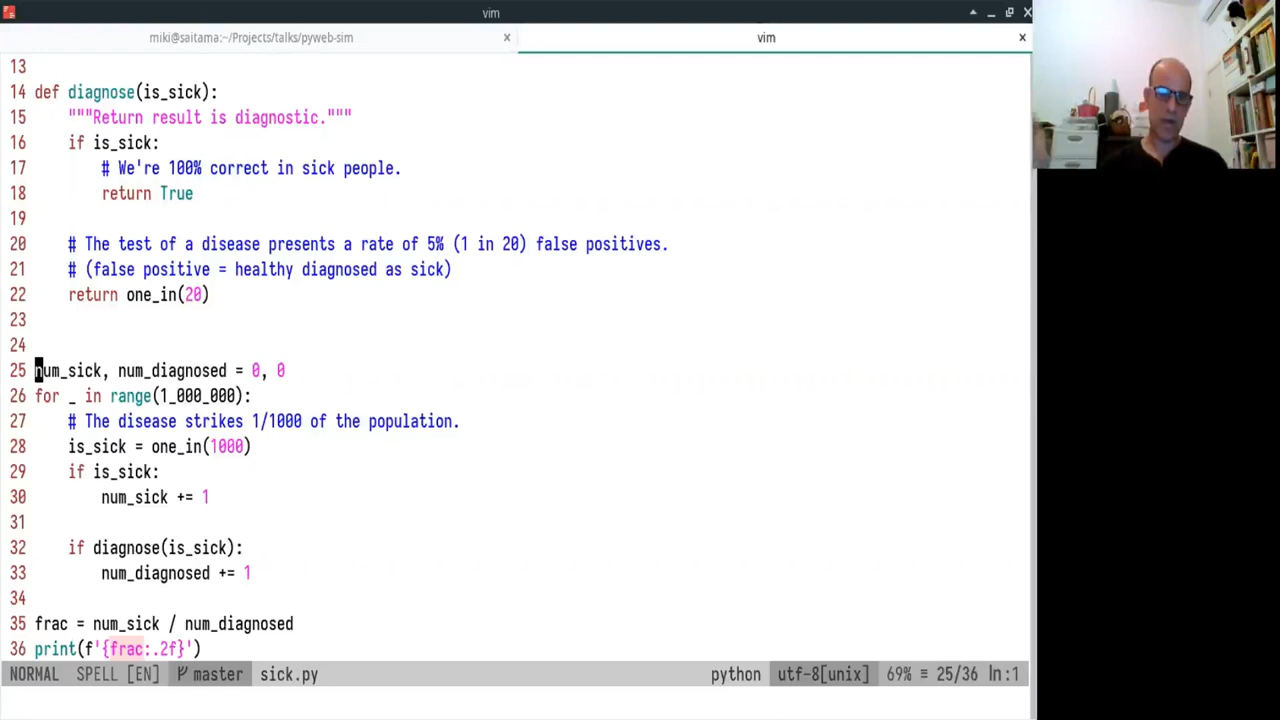 vim
miki@saitama:~/Projects/talks/pyweb-sim × vim ×
13
14 def diagnose(is_sick):
15     """Return result is diagnostic."""
16     if is_sick:
17         # We're 100% correct in sick people.
18         return True
19
20     # The test of a disease presents a rate of 5% (1 in 20) false positives.
21     # (false positive = healthy diagnosed as sick)
22     return one_in(20)
23
24
25 num_sick, num_diagnosed = 0, 0
26 for _ in range(1_000_000):
27     # The disease strikes 1/1000 of the population.
28     is_sick = one_in(1000)
29     if is_sick:
30         num_sick += 1
31
32     if diagnose(is_sick):
33         num_diagnosed += 1
34
35 frac = num_sick / num_diagnosed
36 print(f'{frac:.2f}')
NORMAL SPELL [EN] master sick.py python utf-8[unix] 69% ≡ 25/36 ln:1